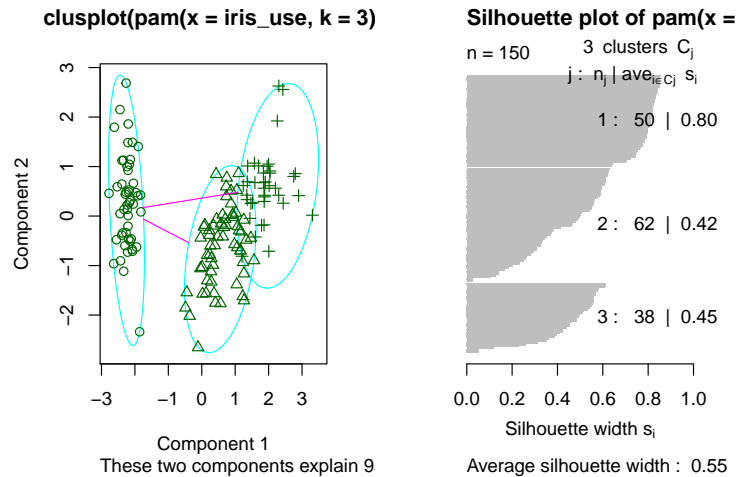 clusplot(pam(x = iris_use, k = 3)
Component 2
3
2
1
0
−1
−2
−3 −2 −1 0 1 2 3
Component 1
These two components explain 9
Silhouette plot of pam(x =
n = 150
3 clusters Cj
j : nj | avei∈Cj si
1 : 50 | 0.80
2 : 62 | 0.42
3 : 38 | 0.45
0.0 0.2 0.4 0.6 0.8 1.0
Silhouette width si
Average silhouette width : 0.55